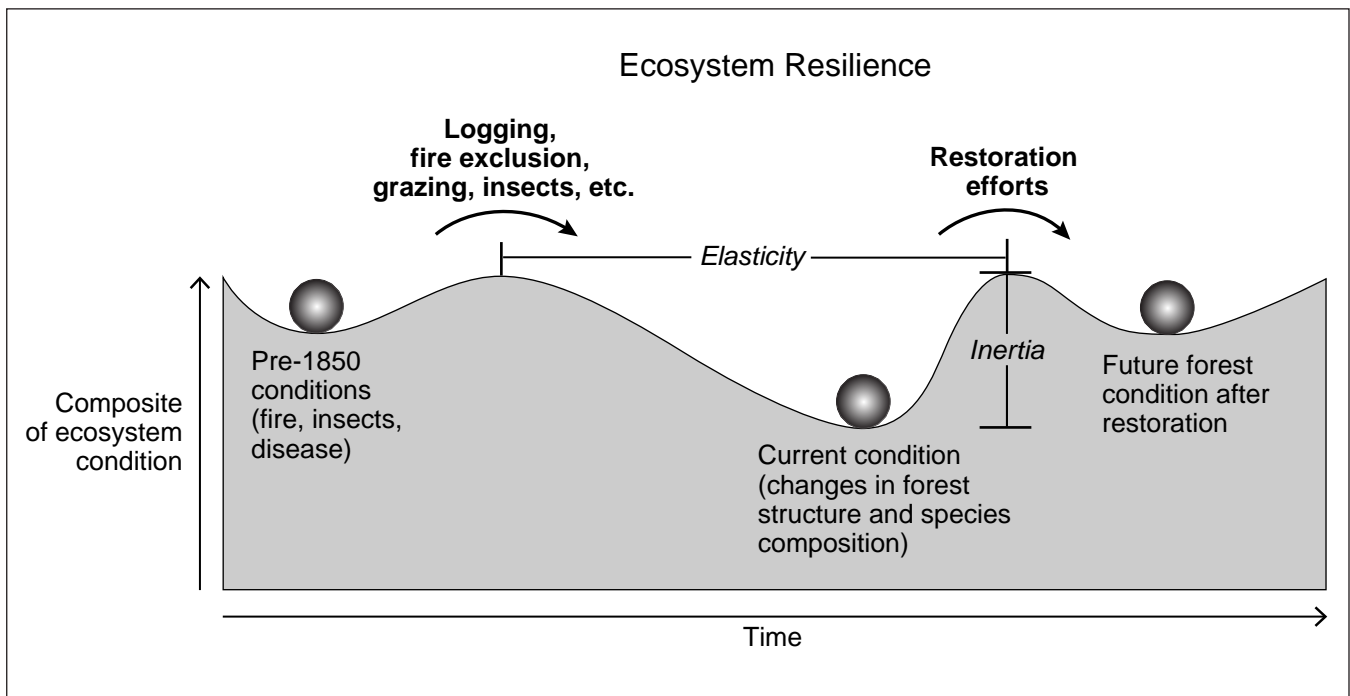 Ecosystem Resilience
Logging,
fire exclusion,
grazing, insects, etc.
Restoration
efforts
Elasticity
Inertia
Pre-1850
conditions
(fire, insects,
disease)
Composite
of ecosystem
condition
Current condition
(changes in forest
structure and species
composition)
Future forest
condition after
restoration
Time